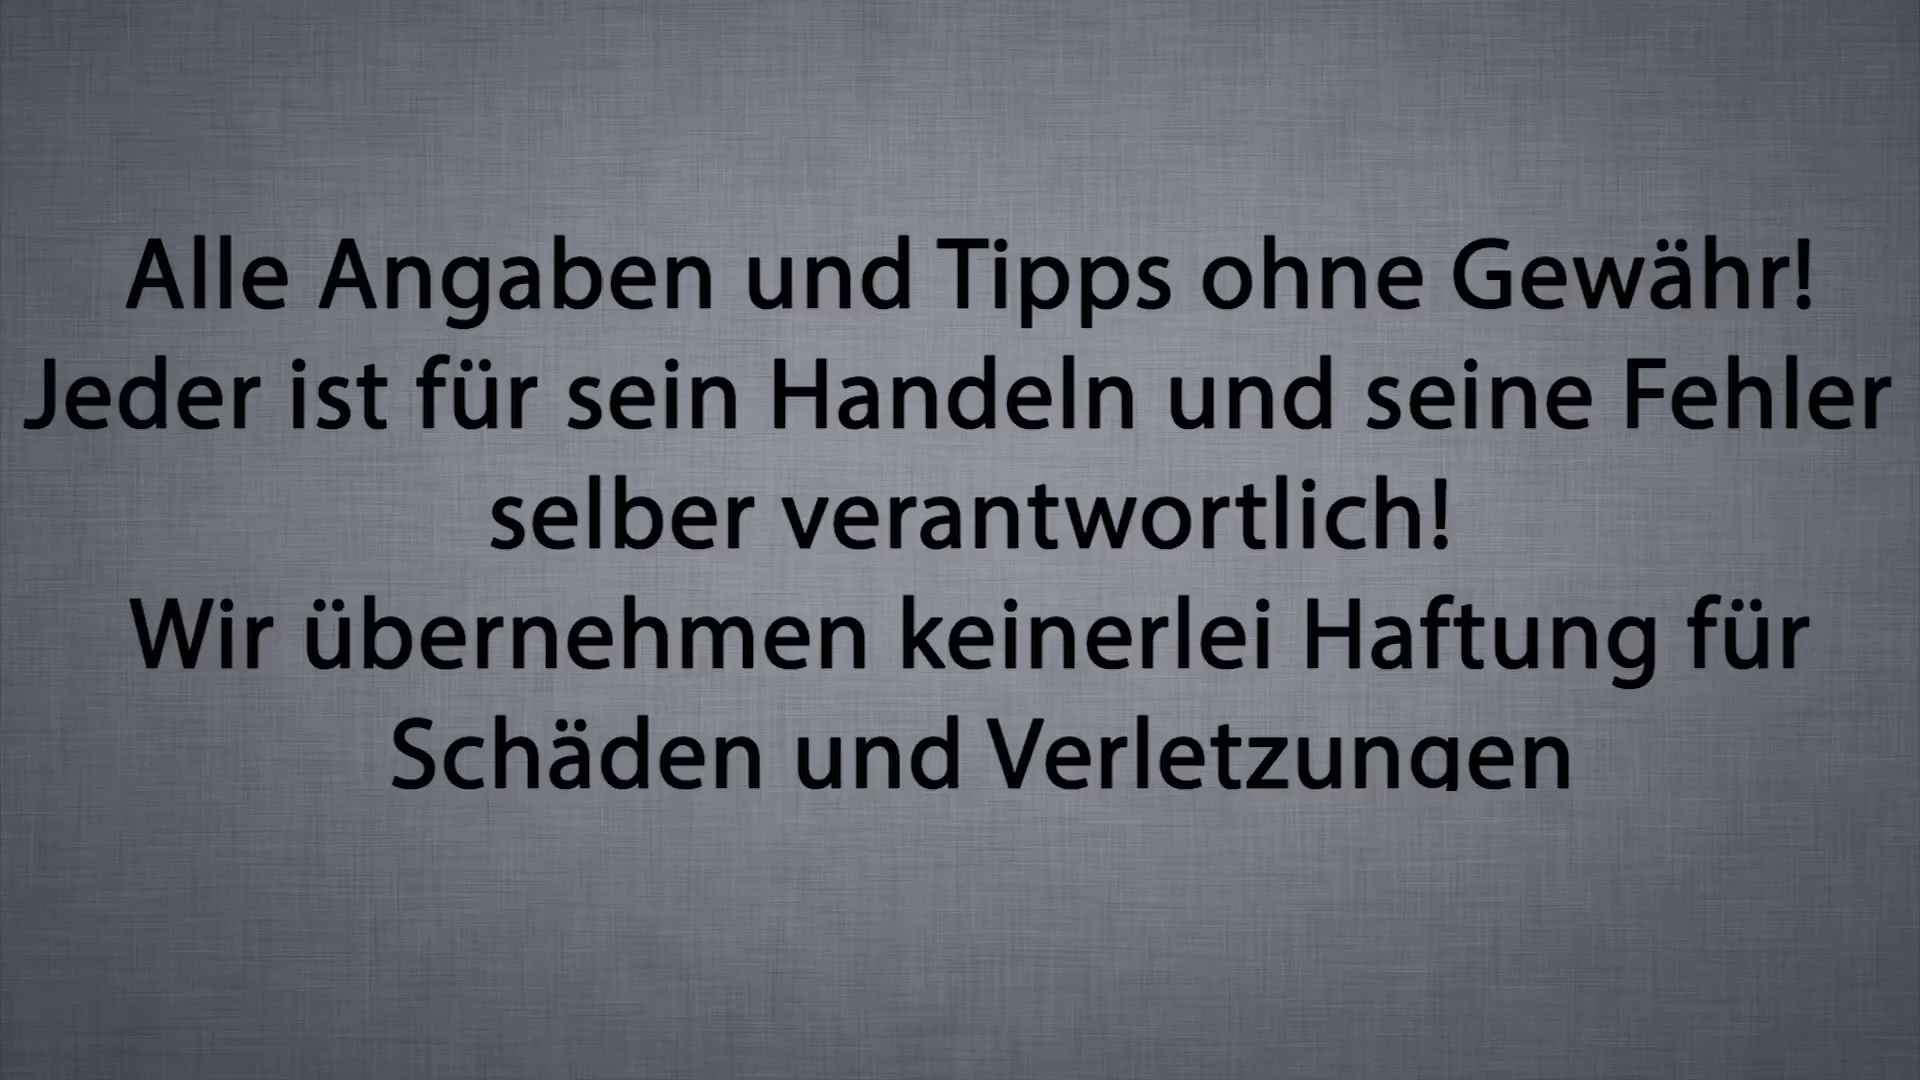 Alle Angaben und Tipps ohne Gewähr!
Jeder ist für sein Handeln und seine Fehler
selber verantwortlich!
Wir übernehmen keinerlei Haftung für
Schäden und Verletzungen